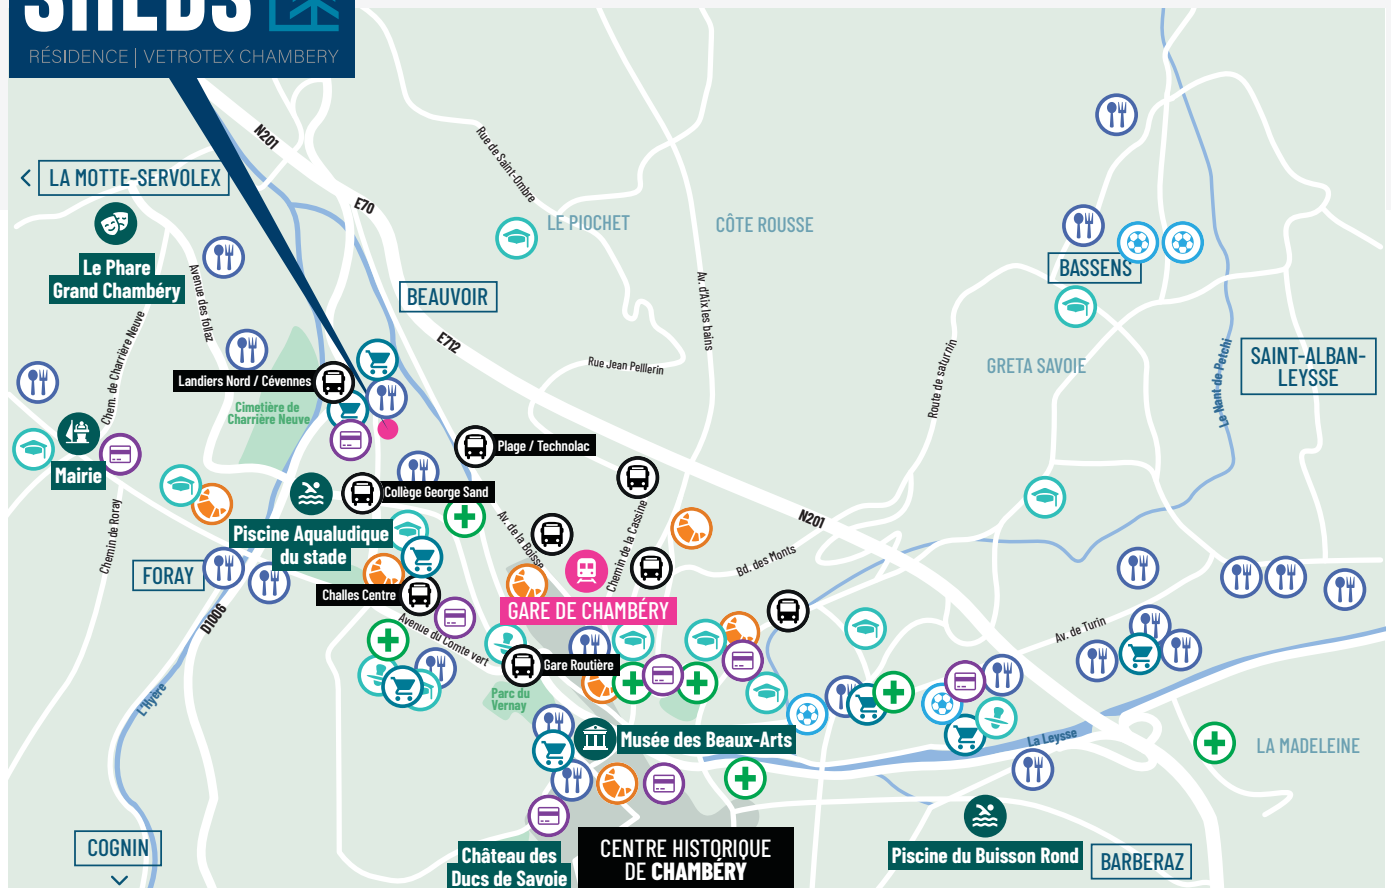 SHEDS
RÉSIDENCE | VETROTEX CHAMBERY
N201
LA MOTTE-SERVOLEX
E70
Rue de Saint-Ombre
LE PIOCHET
CÔTE ROUSSE
Le Phare
Grand Chambéry
Avenue des follaz
BEAUVOIR
BASSENS
Chem. de Charrière Neuve
E712
Av. d'Aix les bains
Rue Jean Pelllerin
GRETA SAVOIE
Route de saturnin
Le Nant de Petchi
SAINT-ALBAN-
LEYSSE
Landiers Nord / Cévennes
Cimetière de
Charrière Neuve
Plage / Technolac
Mairie
Collège George Sand
Chemin de Roray
Piscine Aqualudique
du stade
Av. de la Boisse
Chemin de la Cassine
N201
Bd. des Monts
FORAY
Challes Centre
GARE DE CHAMBÉRY
D1006
Avenue du Comte vert
Av. de Turin
Gare Routière
Parc du
Vernay
L'Hyère
Musée des Beaux-Arts
La Leysse
LA MADELEINE
COGNIN
Château des
Ducs de Savoie
CENTRE HISTORIQUE
DE CHAMBÉRY
Piscine du Buisson Rond
BARBERAZ